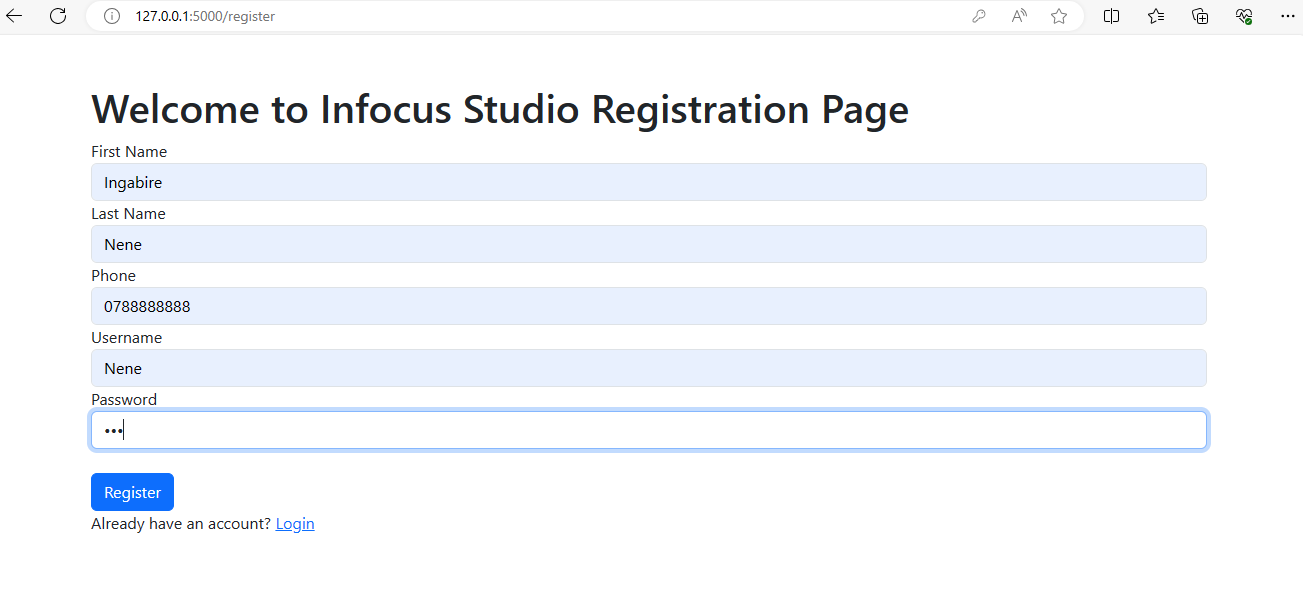 127.0.0.1:5000/register
Welcome to Infocus Studio Registration Page
First Name
Ingabire
Last Name
Nene
Phone
0788888888
Username
Nene
Password
•••
Register
Already have an account? Login